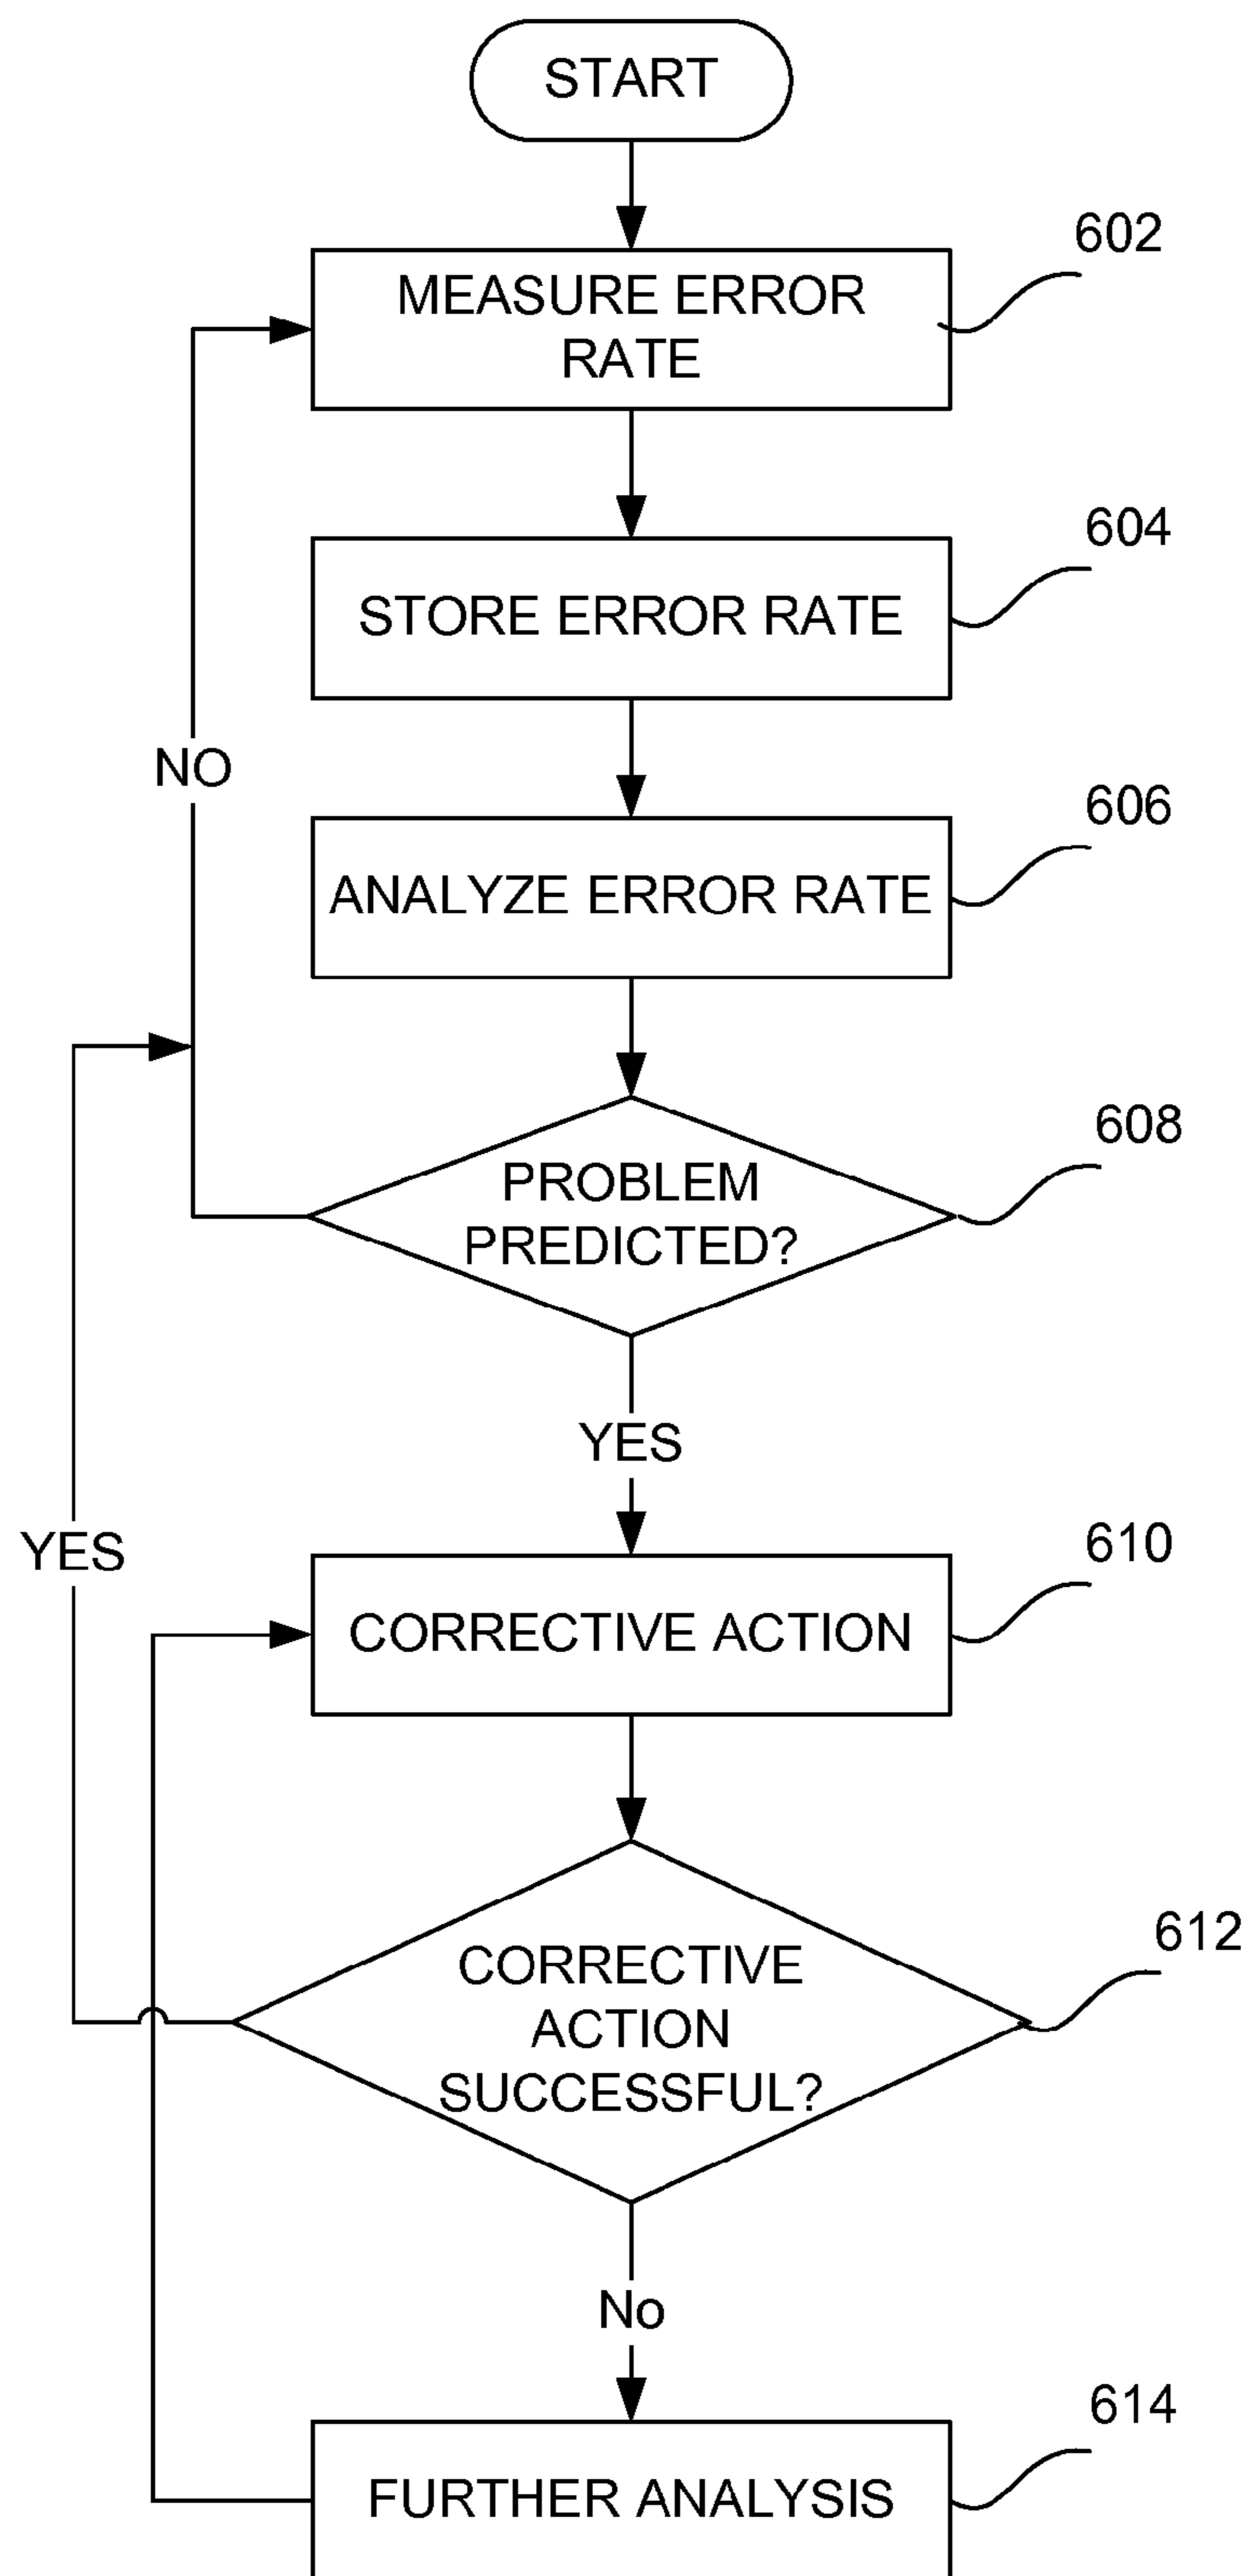 START
602
MEASURE ERROR
RATE
604
STORE ERROR RATE
NO
606
ANALYZE ERROR RATE
608
PROBLEM
PREDICTED?
YES
YES
610
CORRECTIVE ACTION
612
CORRECTIVE
ACTION
SUCCESSFUL?
No
614
FURTHER ANALYSIS